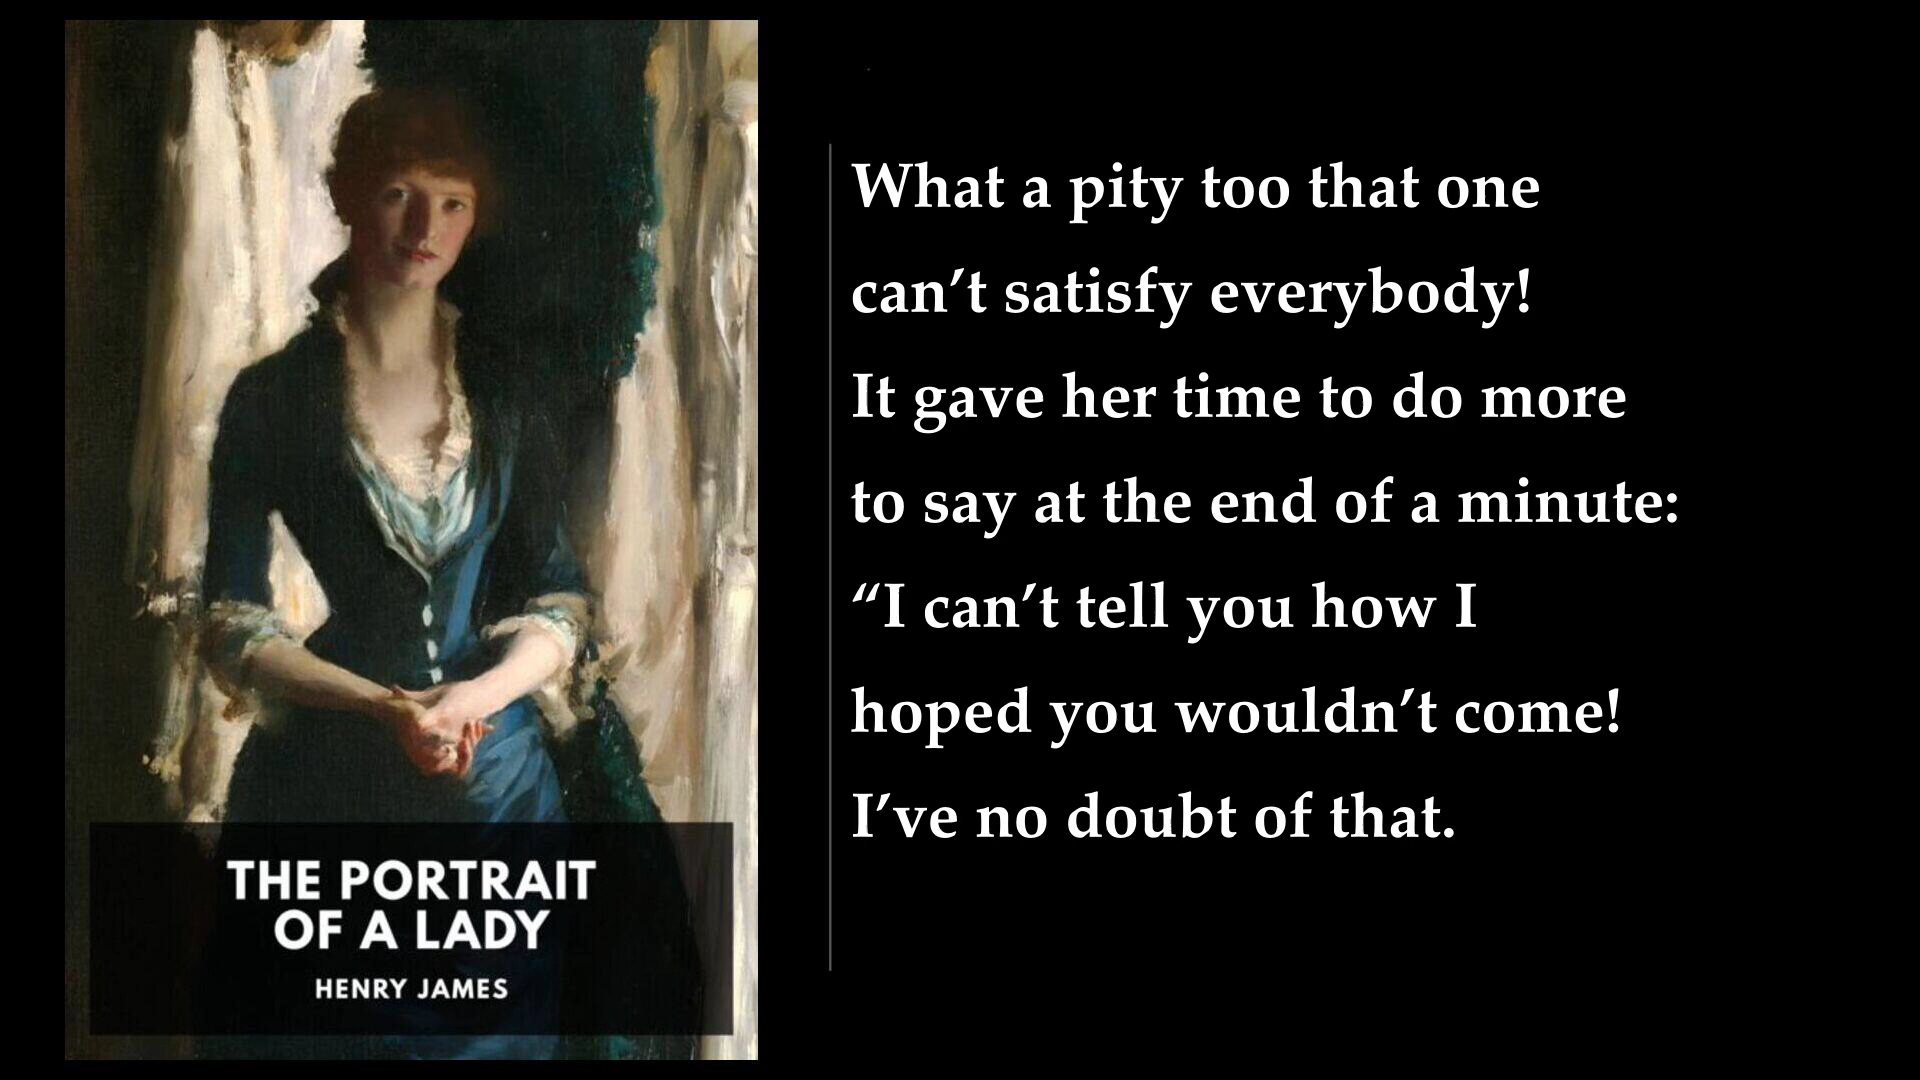 THE PORTRAIT
OF A LADY
HENRY JAMES
What a pity too that one
can’t satisfy everybody!
It gave her time to do more
to say at the end of a minute:
“I can’t tell you how I
hoped you wouldn’t come!
I’ve no doubt of that.